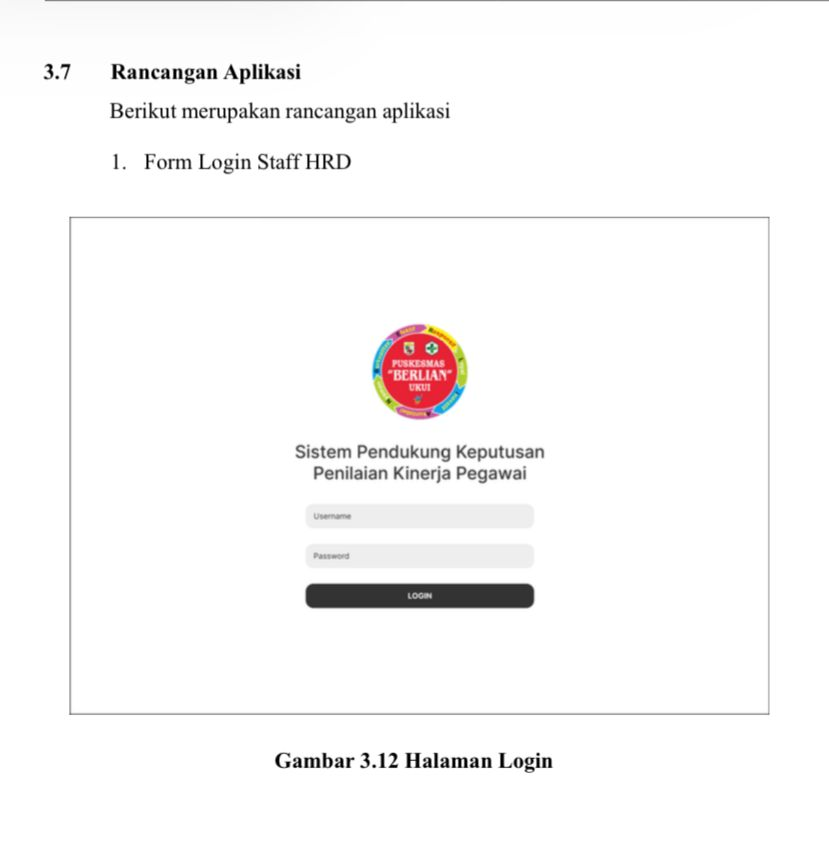 3.7 Rancangan Aplikasi
Berikut merupakan rancangan aplikasi
1. Form Login Staff HRD
PUSKESMAS
"BERLIAN"
UKUI
Sistem Pendukung Keputusan
Penilaian Kinerja Pegawai
Username
Password
LOGIN
Gambar 3.12 Halaman Login